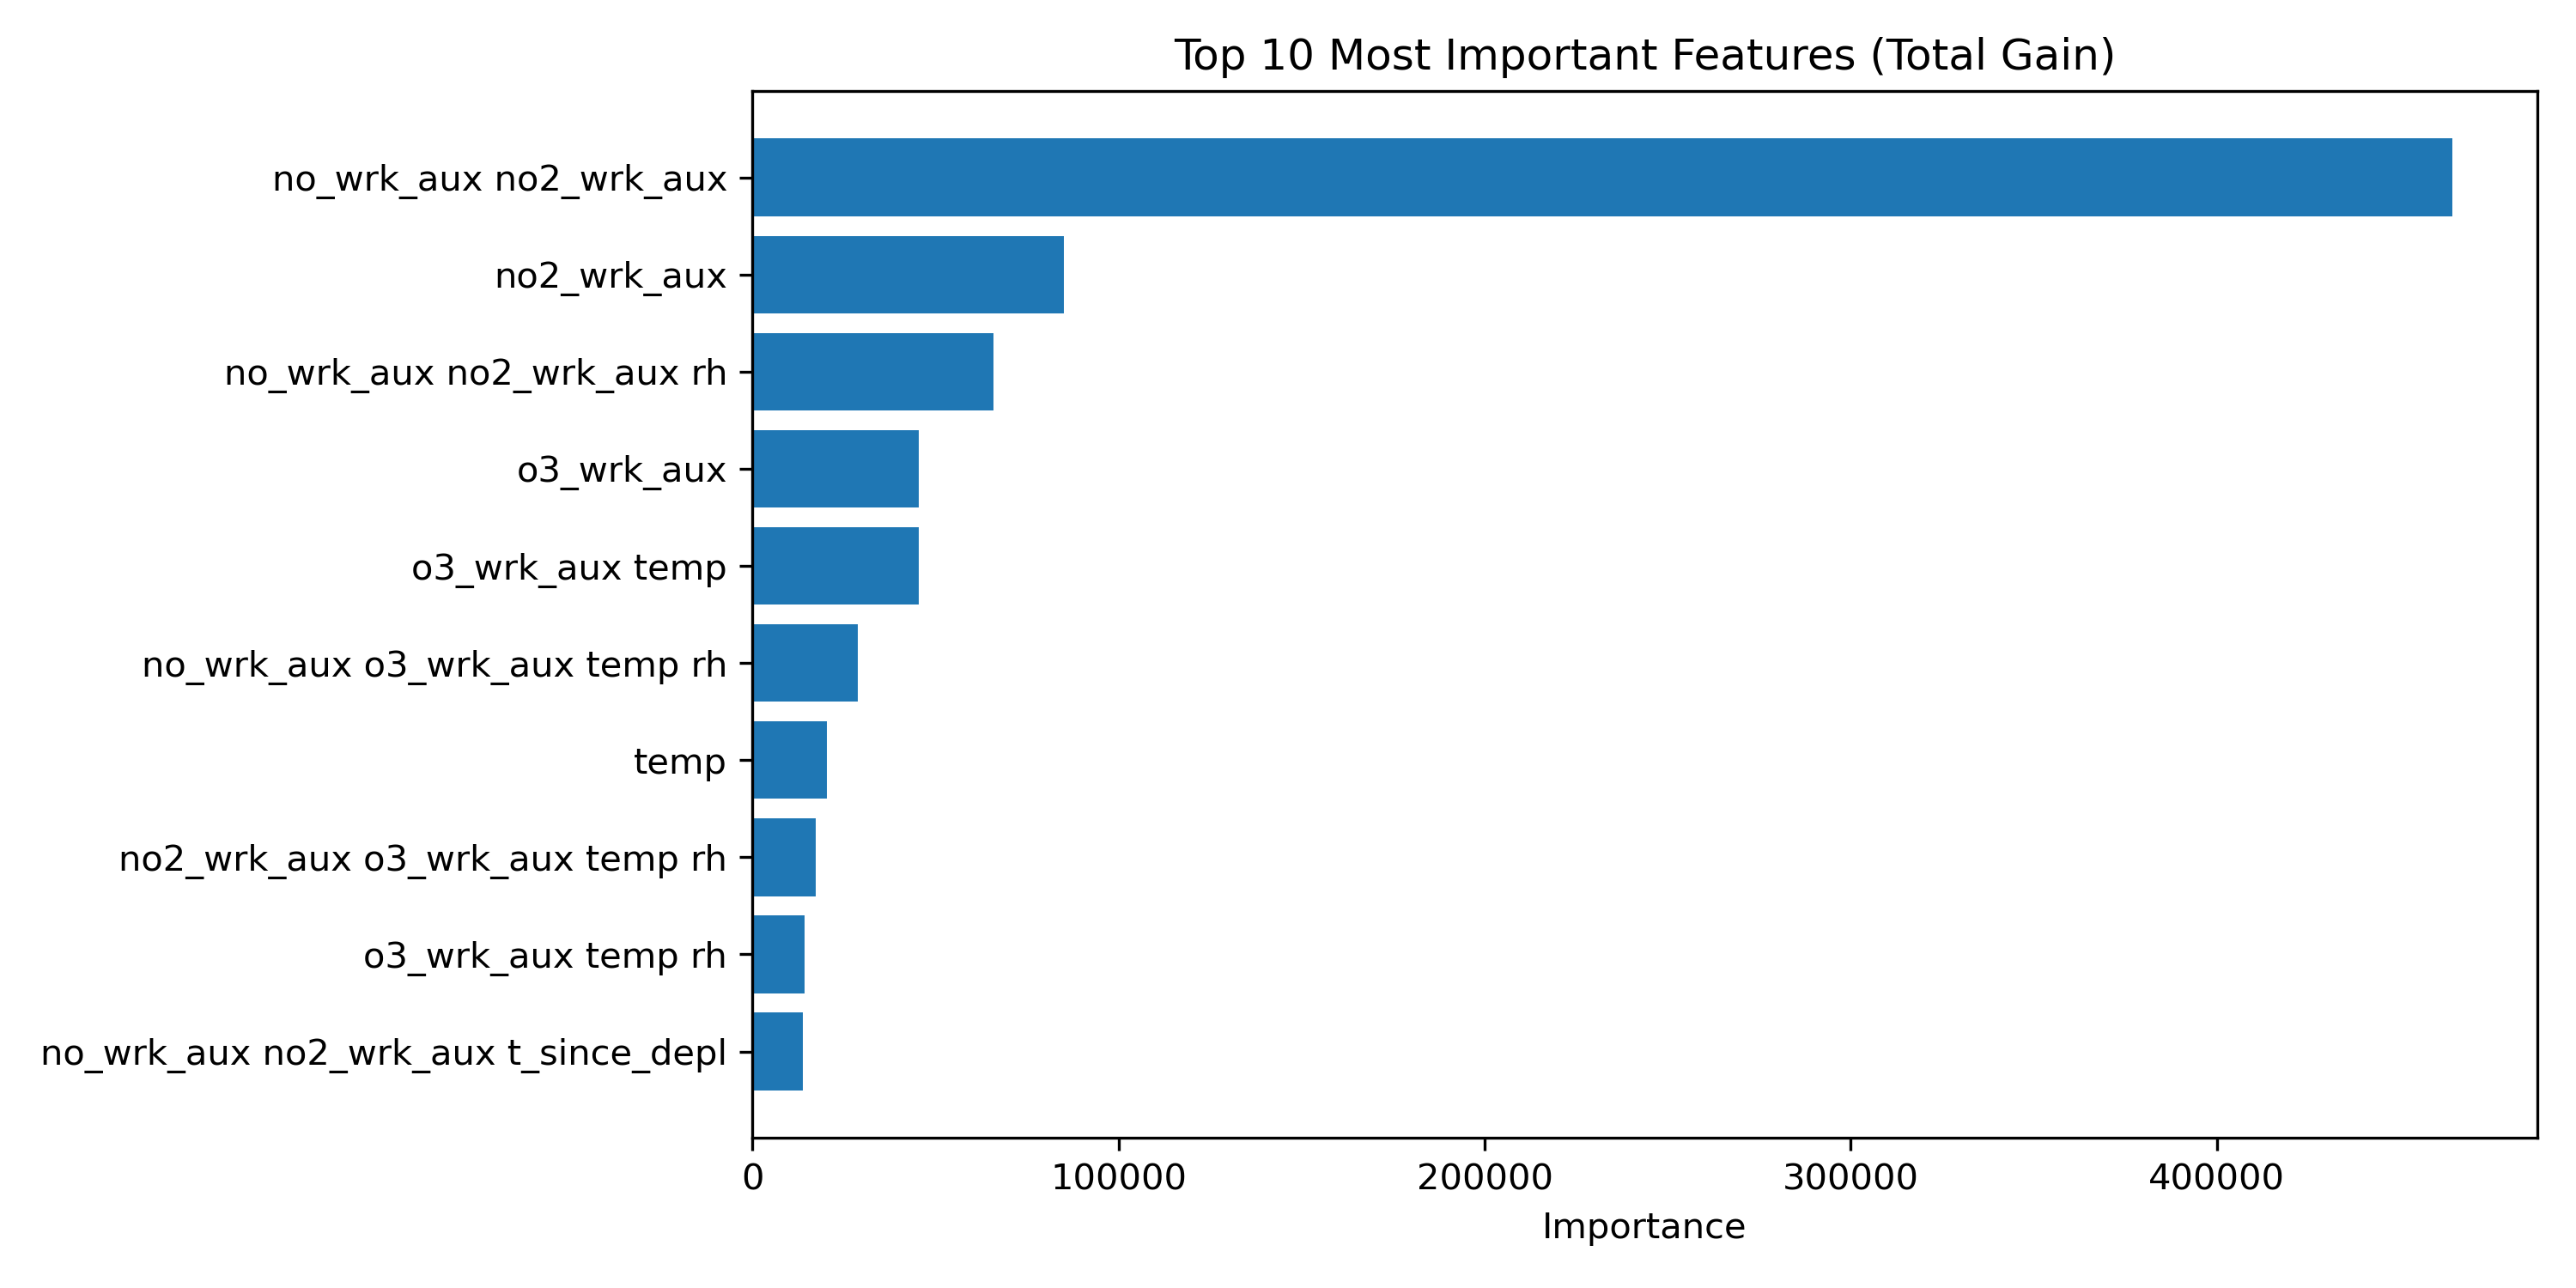 Top 10 Most Important Features (Total Gain)
no_wrk_aux no2_wrk_aux
no2_wrk_aux
no_wrk_aux no2_wrk_aux rh
o3_wrk_aux
o3_wrk_aux temp
no_wrk_aux o3_wrk_aux temp rh
temp
no2_wrk_aux o3_wrk_aux temp rh
o3_wrk_aux temp rh
no_wrk_aux no2_wrk_aux t_since_depl
0 100000 200000 300000 400000
Importance